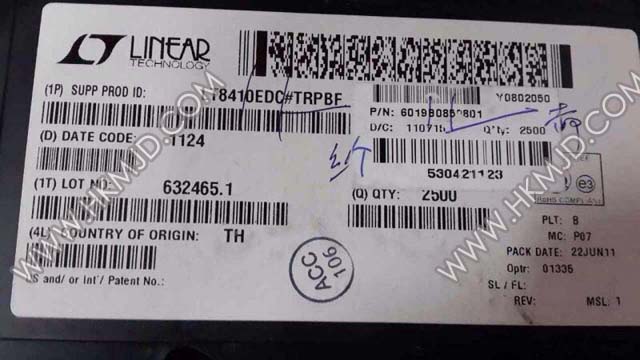 LINEAR
TECHNOLOGY
(1P) SUPP PROD ID:
T8410EDC#TRPBF
Y0802050
P/N:
D/C:
Q'ty: 2500
(D) DATE CODE:
1124
530421123
(1T) LOT NO:
632465.1
(Q) QTY:
2500
e3
RoHS COMPLIANT
(4L) COUNTRY OF ORIGIN:
TH
PLT: B
MC: P07
PACK DATE: 22JUN11
Optr: 01335
SL / FL:
REV:
MSL: 1
ACC
106
US and/ or Int'/ Patent No.:
WWW.HKMJD.COM
WWW.HKMJD.COM
WWW.HKMJD.COM